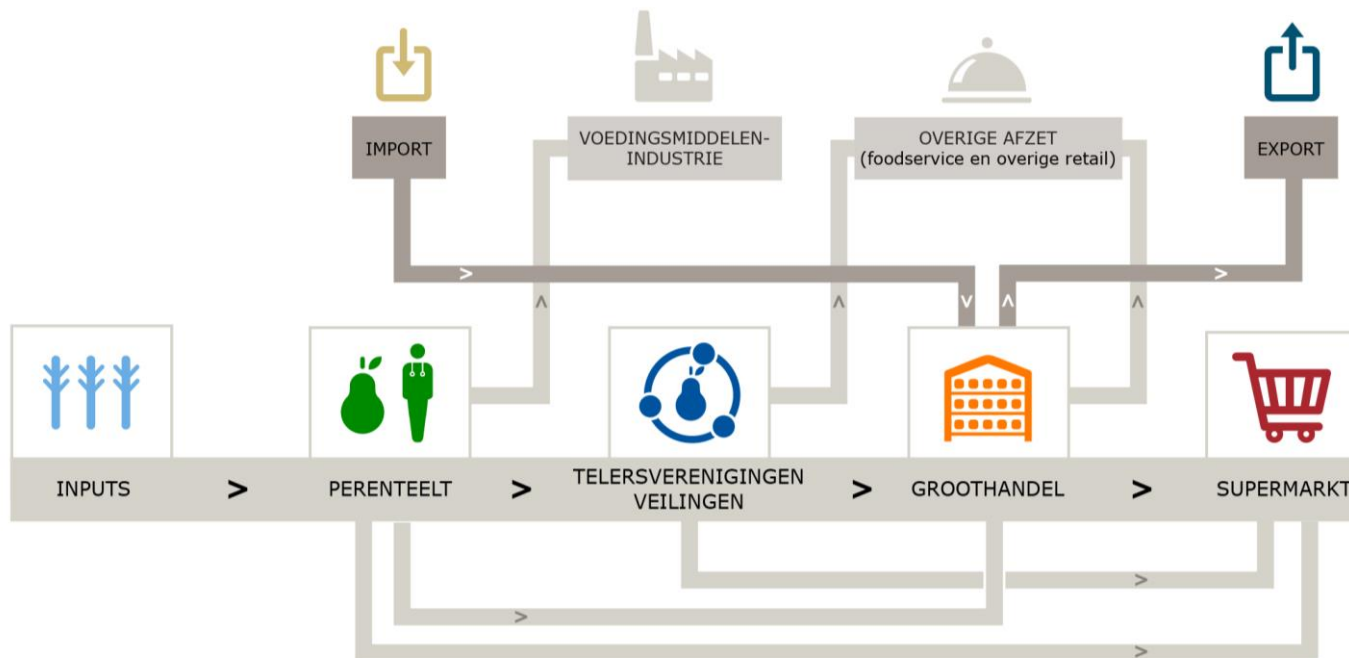 IMPORT
VOEDINGSMIDDELEN-
INDUSTRIE
OVERIGE AFZET
(foodservice en overige retail)
EXPORT
INPUTS
>
PERENTEELT
>
TELERSVERENIGINGEN
VEILINGEN
>
GROOTHANDEL
>
SUPERMARKT